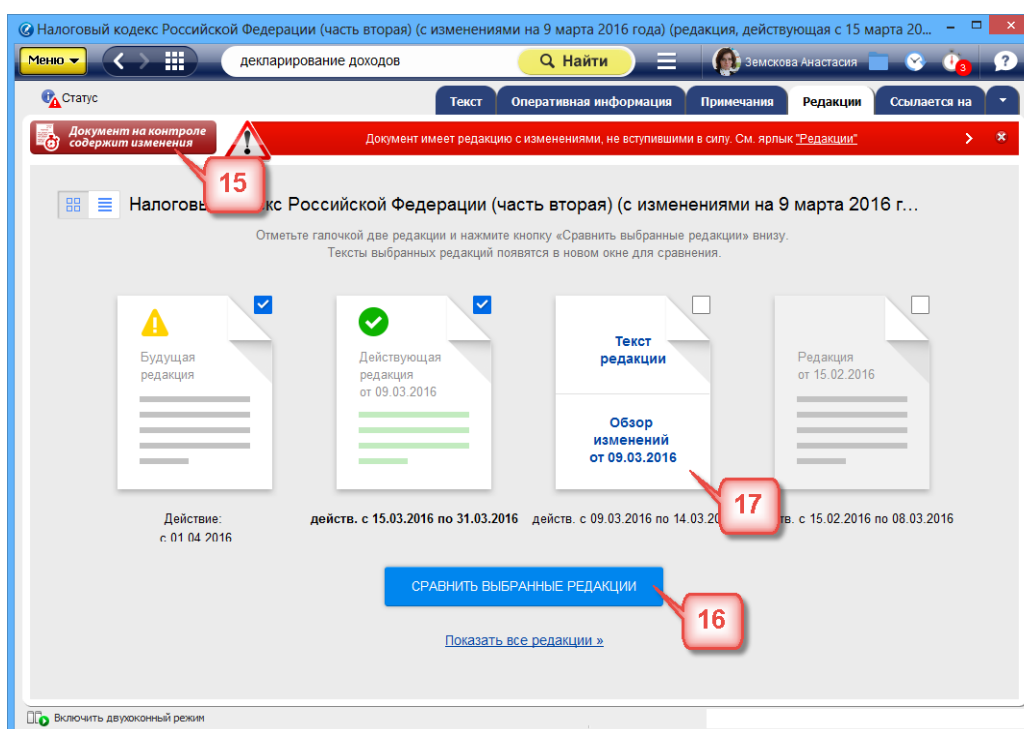 Налоговый кодекс Российской Федерации (часть вторая) (с изменениями на 9 марта 2016 года) (редакция, действующая с 15 марта 20...
Меню
декларирование доходов
Найти
Земскова Анастасия
3
?
Статус
Текст
Оперативная информация
Примечания
Редакции
Ссылается на
Документ на контроле
содержит изменения
Документ имеет редакцию с изменениями, не вступившими в силу. См. ярлык "Редакции"
15
Налоговы кс Российской Федерации (часть вторая) (с изменениями на 9 марта 2016 г...
Отметьте галочкой две редакции и нажмите кнопку «Сравнить выбранные редакции» внизу.
Тексты выбранных редакций появятся в новом окне для сравнения.
Будущая
редакция
Действующая
редакция
от 09.03.2016
Текст
редакции
Обзор
изменений
от 09.03.2016
Редакция
от 15.02.2016
17
Действие:
с 01.04.2016
действ. с 15.03.2016 по 31.03.2016
действ. с 09.03.2016 по 14.03.20
в. с 15.02.2016 по 08.03.2016
СРАВНИТЬ ВЫБРАННЫЕ РЕДАКЦИИ
16
Показать все редакции »
Включить двухоконный режим